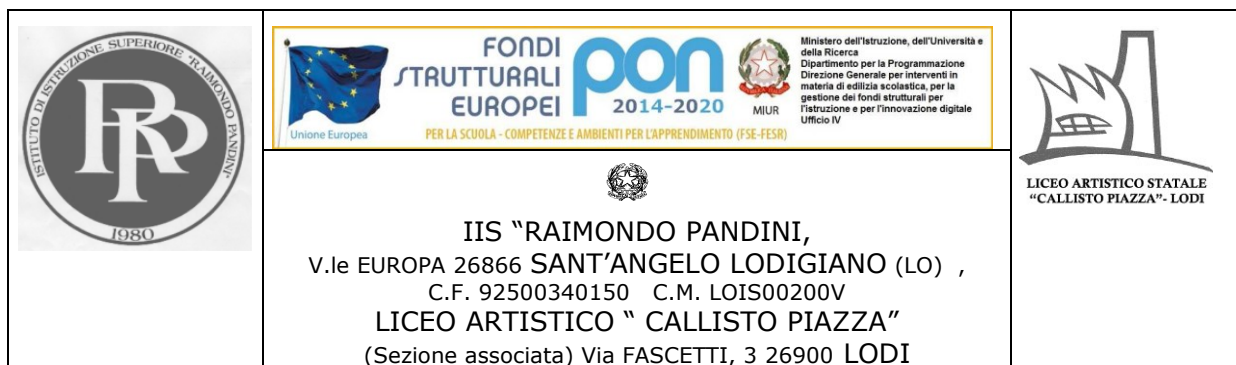 ISTITUTO DI ISTRUZIONE SUPERIORE "RAIMONDO PANDINI"
RP
1980
Unione Europea
FONDI
STRUTTURALI
EUROPEI
pon
2014-2020
MIUR
Ministero dell'Istruzione, dell'Università e
della Ricerca
Dipartimento per la Programmazione
Direzione Generale per interventi in
materia di edilizia scolastica, per la
gestione dei fondi strutturali per
l'istruzione e per l'innovazione digitale
Ufficio IV
PER LA SCUOLA - COMPETENZE E AMBIENTI PER L'APPRENDIMENTO (FSE-FESR)
IIS "RAIMONDO PANDINI,
V.le EUROPA 26866 SANT'ANGELO LODIGIANO (LO) ,
C.F. 92500340150 C.M. LOIS00200V
LICEO ARTISTICO " CALLISTO PIAZZA"
(Sezione associata) Via FASCETTI, 3 26900 LODI
LICEO ARTISTICO STATALE
"CALLISTO PIAZZA"- LODI